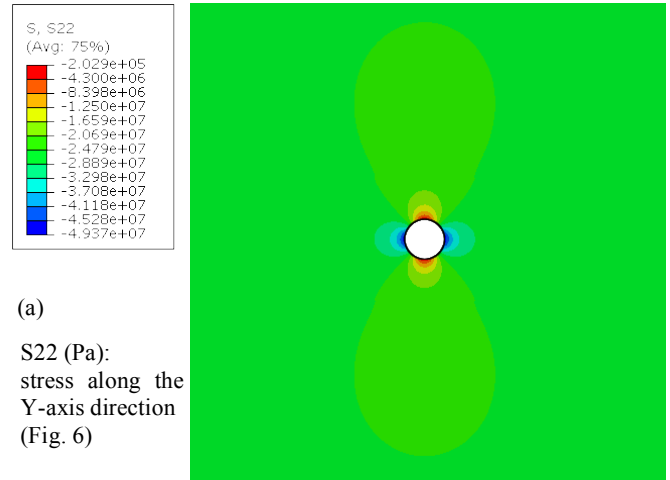 S, S22
(Avg: 75%)
-2.029e+05
-4.300e+06
-8.398e+06
-1.250e+07
-1.659e+07
-2.069e+07
-2.479e+07
-2.889e+07
-3.298e+07
-3.708e+07
-4.118e+07
-4.528e+07
-4.937e+07
(a)
S22 (Pa):
stress along the
Y-axis direction
(Fig. 6)